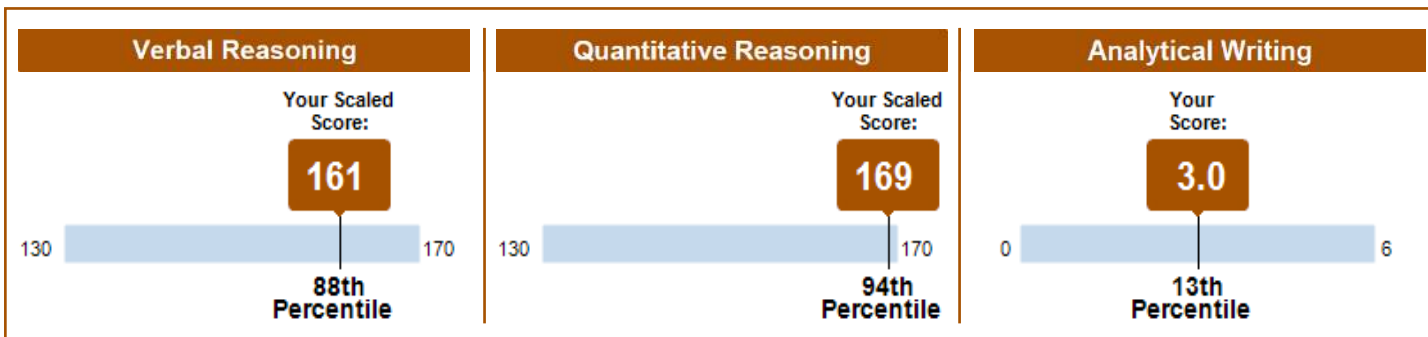 Verbal Reasoning
Your Scaled
Score:
161
130
170
88th
Percentile
Quantitative Reasoning
Your Scaled
Score:
169
130
170
94th
Percentile
Analytical Writing
Your
Score:
3.0
0
6
13th
Percentile